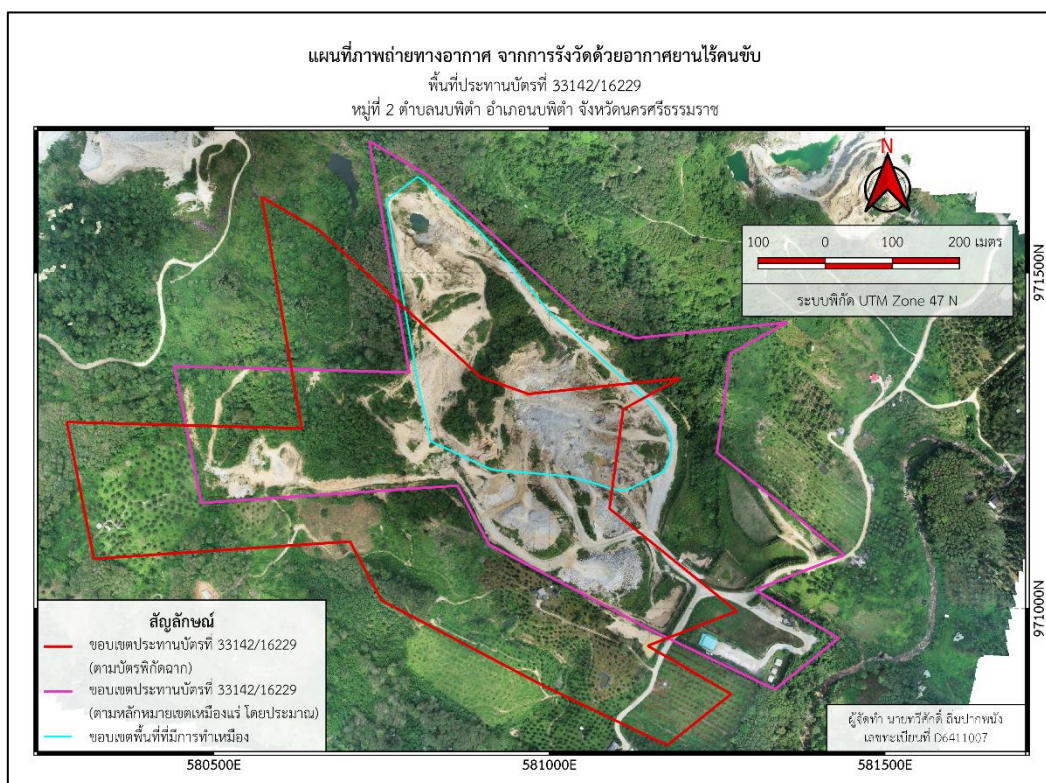 แผนที่ภาพถ่ายทางอากาศ จากการรังวัดด้วยอากาศยานไร้คนขับ
พื้นที่ประทานบัตรที่ 33142/16229
หมู่ที่ 2 ตำบลนบพิตำ อำเภอนบพิตำ จังหวัดนครศรีธรรมราช
N
100 0 100 200 เมตร
ระบบพิกัด UTM Zone 47 N
971500N
971000N
สัญลักษณ์
ขอบเขตประทานบัตรที่ 33142/16229
(ตามบัตรพิกัดฉาก)
ขอบเขตประทานบัตรที่ 33142/16229
(ตามหลักหมายเขตเหมืองแร่ โดยประมาณ)
ขอบเขตพื้นที่ที่มีการทำเหมือง
ผู้จัดทำ นายทวีศักดิ์ ถิ่นปากพนัง
เลขทะเบียนที่ D6411007
580500E 581000E 581500E